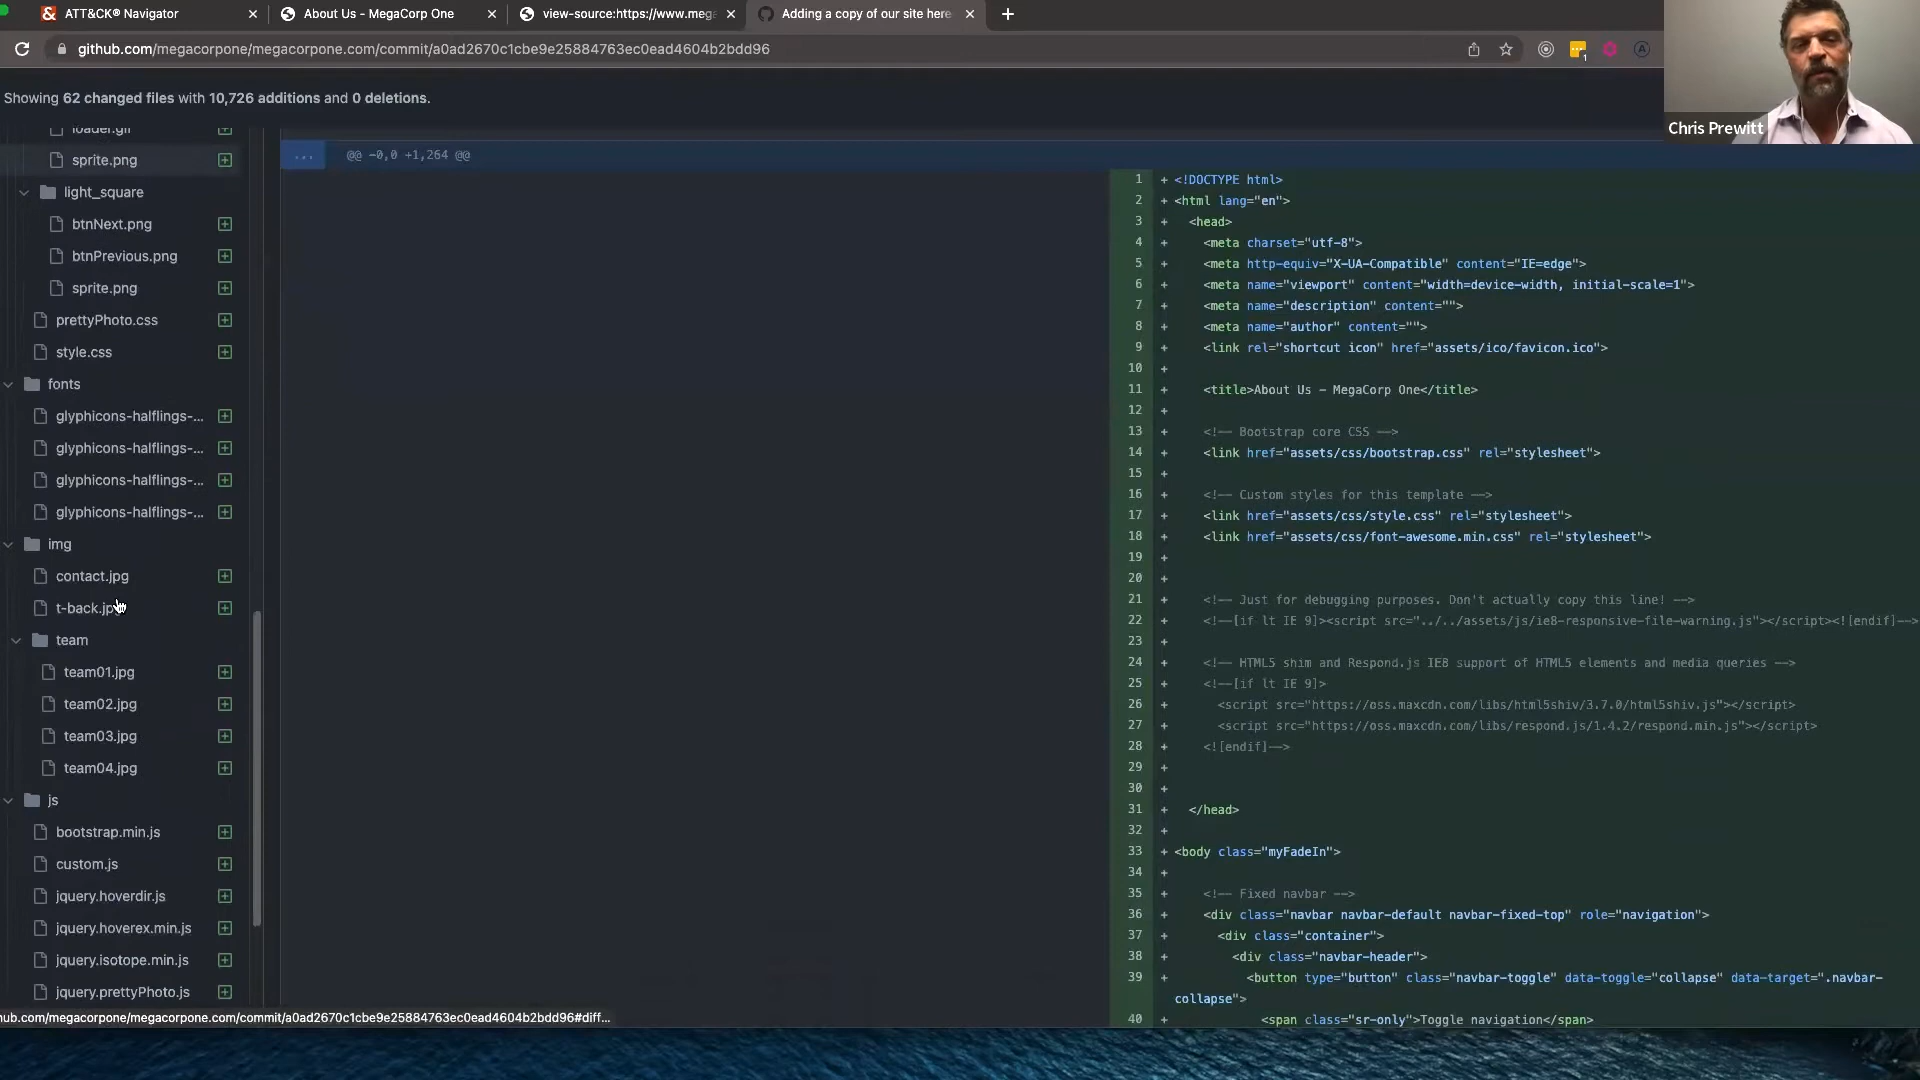 ATT&CK® Navigator
About Us - MegaCorp One
view-source:https://www.meg
Adding a copy of our site here
github.com/megacorpone/megacorpone/commit/a0ad2670c1cbe9e25884763ec0ead4604b2bdd96
1
Chris Prewitt
Showing 62 changed files with 10,726 additions and 0 deletions.
loader.gif
sprite.png
light_square
btnNext.png
btnPrevious.png
sprite.png
prettyPhoto.css
style.css
fonts
glyphicons-halflings-...
glyphicons-halflings-...
glyphicons-halflings-...
glyphicons-halflings-...
img
contact.jpg
t-back.jpg
team
team01.jpg
team02.jpg
team03.jpg
team04.jpg
js
bootstrap.min.js
custom.js
jquery.hoverdir.js
jquery.hoverex.min.js
jquery.isotope.min.js
jquery.prettyPhoto.js
... @@ -0,0 +1,264 @@
1 + <!DOCTYPE html>
2 + <html lang="en">
3 + <head>
4 + <meta charset="utf-8">
5 + <meta http-equiv="X-UA-Compatible" content="IE=edge">
6 + <meta name="viewport" content="width=device-width, initial-scale=1">
7 + <meta name="description" content="">
8 + <meta name="author" content="">
9 + <link rel="shortcut icon" href="assets/ico/favicon.ico">
10 +
11 + <title>About Us - MegaCorp One</title>
12 +
13 + <!-- Bootstrap core CSS -->
14 + <link href="assets/css/bootstrap.css" rel="stylesheet">
15 +
16 + <!-- Custom styles for this template -->
17 + <link href="assets/css/style.css" rel="stylesheet">
18 + <link href="assets/css/font-awesome.min.css" rel="stylesheet">
19 +
20 +
21 + <!-- Just for debugging purposes. Don't actually copy this line! -->
22 + <!--[if lt IE 9]><script src="../../assets/js/ie8-responsive-file-warning.js"></script><![endif]-->
23 +
24 + <!-- HTML5 shim and Respond.js IE8 support of HTML5 elements and media queries -->
25 + <!--[if lt IE 9]>
26 + <script src="https://oss.maxcdn.com/libs/html5shiv/3.7.0/html5shiv.js"></script>
27 + <script src="https://oss.maxcdn.com/libs/respond.js/1.4.2/respond.min.js"></script>
28 + <![endif]-->
29 +
30 +
31 + </head>
32 +
33 + <body class="myFadeIn">
34 +
35 + <!-- Fixed navbar -->
36 + <div class="navbar navbar-default navbar-fixed-top" role="navigation">
37 + <div class="container">
38 + <div class="navbar-header">
39 + <button type="button" class="navbar-toggle" data-toggle="collapse" data-target=".navbar-
collapse">
40 + <span class="sr-only">Toggle navigation</span>
hub.com/megacorpone/megacorpone/commit/a0ad2670c1cbe9e25884763ec0ead4604b2bdd96#diff...